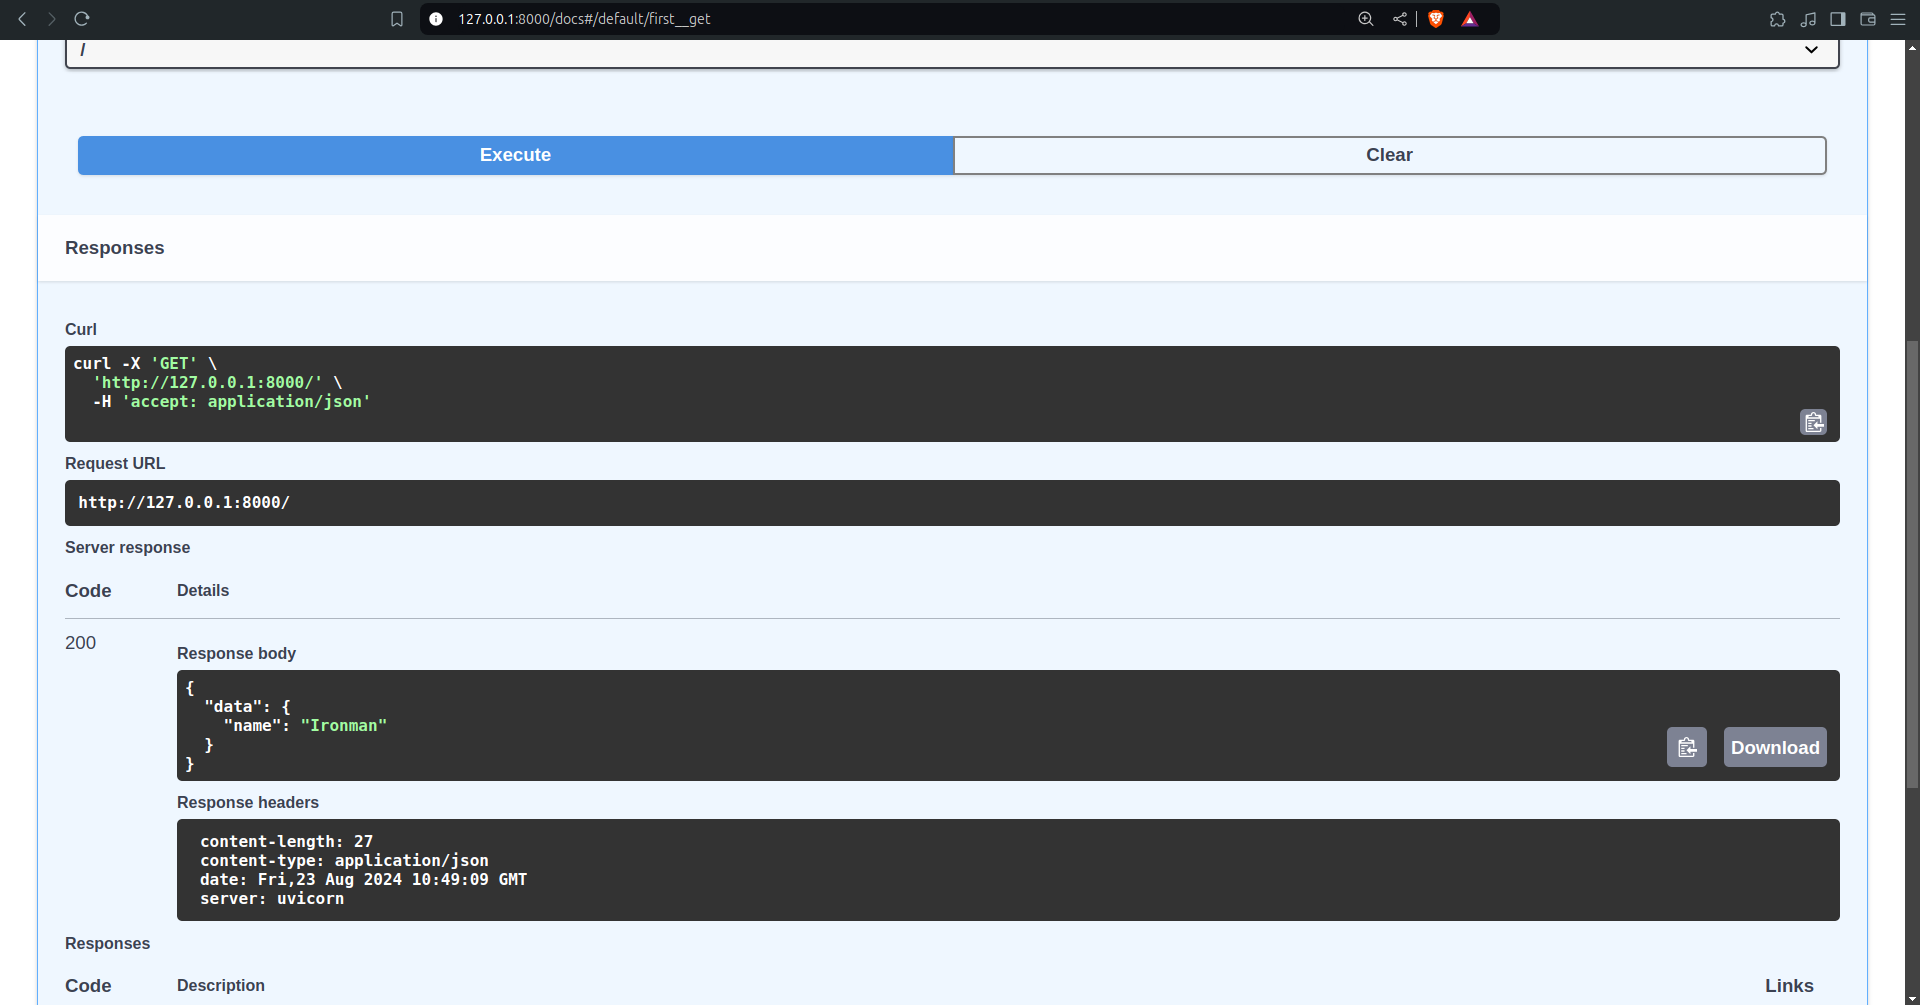 127.0.0.1:8000/docs#/default/first__get
/
Execute
Clear
Responses
Curl
curl -X 'GET' \
'http://127.0.0.1:8000/' \
-H 'accept: application/json'
Request URL
http://127.0.0.1:8000/
Server response
Code Details
200
Response body
{
"data": {
"name": "Ironman"
}
}
Download
Response headers
content-length: 27
content-type: application/json
date: Fri,23 Aug 2024 10:49:09 GMT
server: uvicorn
Responses
Code Description Links